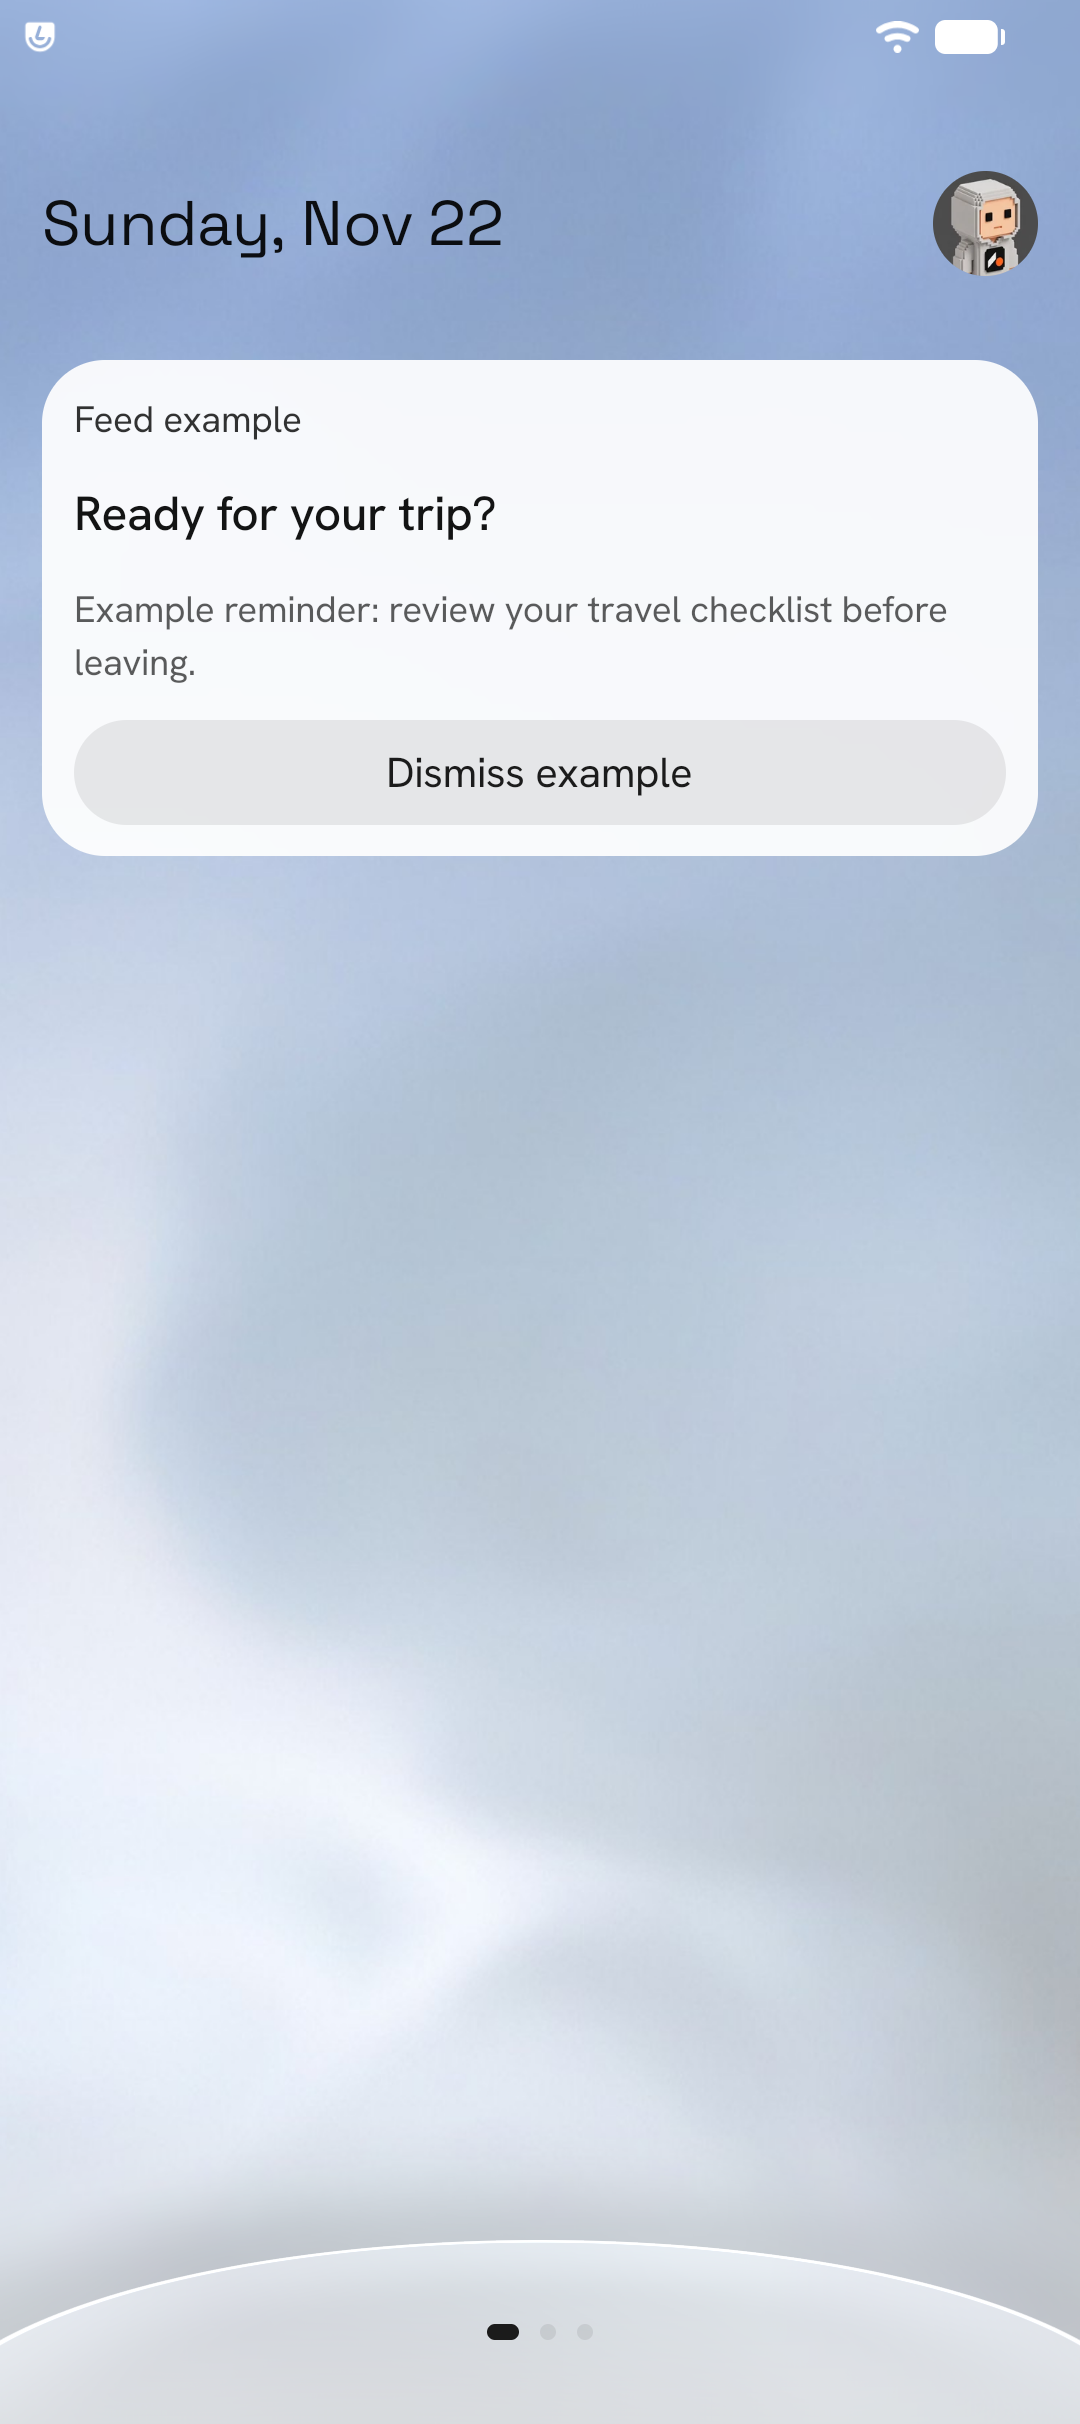 Sunday, Nov 22
Feed example
Ready for your trip?
Example reminder: review your travel checklist before
leaving.
Dismiss example